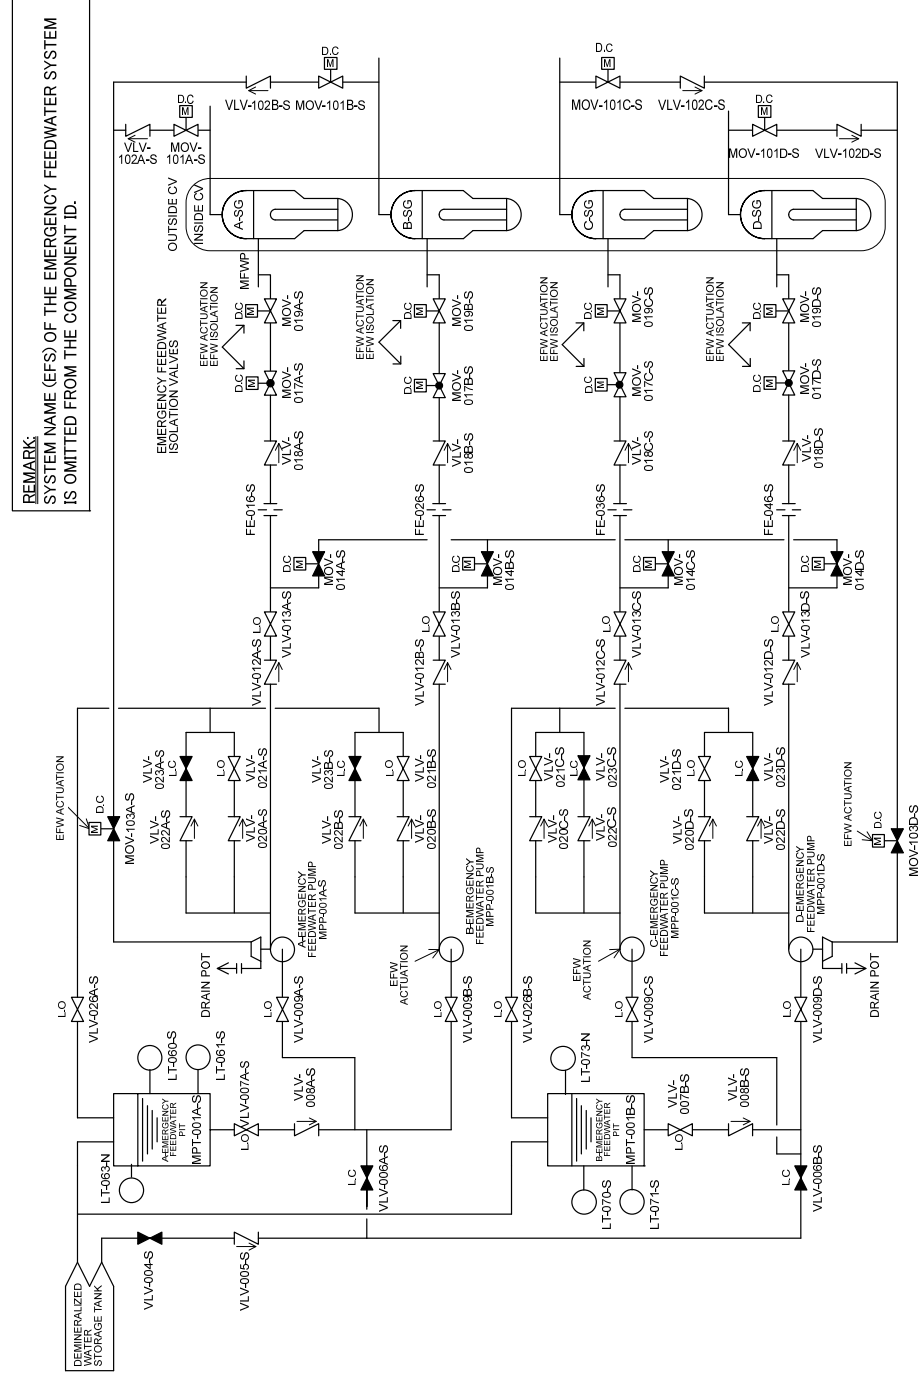 REMARK:
SYSTEM NAME (EFS) OF THE EMERGENCY FEEDWATER SYSTEM
IS OMITTED FROM THE COMPONENT ID.
D.C
M
VLV-102B-S
MOV-101B-S
D.C
M
VLV-
102A-S
MOV-
101A-S
D.C
M
MOV-101C-S
VLV-102C-S
D.C
M
MOV-101D-S
VLV-102D-S
OUTSIDE CV
INSIDE CV
A-SG
B-SG
C-SG
D-SG
MFWP
EMERGENCY FEEDWATER
ISOLATION VALVES
EFW ACTUATION
EFW ISOLATION
D.C
M
MOV-
019A-S
D.C
M
MOV-
017A-S
VLV-
018A-S
FE-016-S
EFW ACTUATION
EFW ISOLATION
D.C
M
MOV-
019B-S
D.C
M
MOV-
017B-S
VLV-
018B-S
FE-026-S
EFW ACTUATION
EFW ISOLATION
D.C
M
MOV-
019C-S
D.C
M
MOV-
017C-S
VLV-
018C-S
FE-036-S
EFW ACTUATION
EFW ISOLATION
D.C
M
MOV-
019D-S
D.C
M
MOV-
017D-S
VLV-
018D-S
FE-046-S
D.C
M
MOV-
014A-S
D.C
M
MOV-
014B-S
D.C
M
MOV-
014C-S
D.C
M
MOV-
014D-S
L.O
VLV-013A-S
VLV-012A-S
L.O
VLV-013B-S
VLV-012B-S
L.O
VLV-013C-S
VLV-012C-S
L.O
VLV-013D-S
VLV-012D-S
EFW ACTUATION
D.C
M
MOV-103A-S
VLV-
023A-S
L.C
L.O
VLV-
021A-S
VLV-
022A-S
VLV-
020A-S
VLV-
023B-S
L.C
L.O
VLV-
021B-S
VLV-
022B-S
VLV-
020B-S
L.O
VLV-
021C-S
L.C
VLV-
023C-S
VLV-
020C-S
VLV-
022C-S
VLV-
021D-S
L.O
L.C
VLV-
023D-S
VLV-
020D-S
VLV-
022D-S
EFW ACTUATION
D.C
M
MOV-103D-S
A-EMERGENCY
FEEDWATER PUMP
MPP-001A-S
B-EMERGENCY
FEEDWATER PUMP
MPP-001B-S
C-EMERGENCY
FEEDWATER PUMP
MPP-001C-S
D-EMERGENCY
FEEDWATER PUMP
MPP-001D-S
DRAIN POT
EFW
ACTUATION
EFW
ACTUATION
DRAIN POT
L.O
VLV-026A-S
L.O
VLV-009A-S
L.O
VLV-009B-S
L.O
VLV-026B-S
L.O
VLV-009C-S
L.O
VLV-009D-S
LT-060-S
LT-061-S
LT-063-N
A-EMERGENCY
FEEDWATER
PIT
MPT-001A-S
VLV-007A-S
L.O
VLV-
008A-S
L.C
VLV-006A-S
LT-073-N
B-EMERGENCY
FEEDWATER
PIT
MPT-001B-S
LT-070-S
LT-071-S
VLV-
007B-S
L.O
VLV-
008B-S
L.C
VLV-006B-S
VLV-004-S
VLV-005-S
DEMINERALIZED
WATER
STORAGE TANK